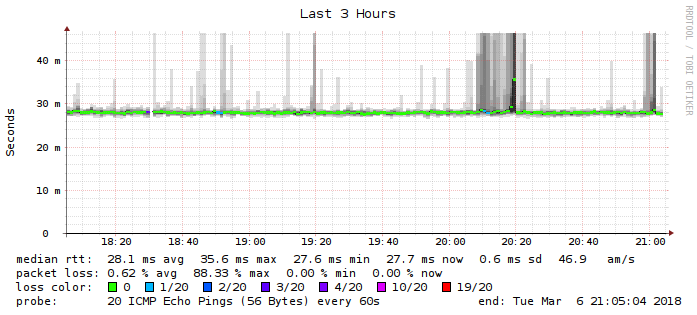 Last 3 Hours
RRDTOOL / TOBI OETIKER
Seconds
40 m
30 m
20 m
10 m
0
18:20 18:40 19:00 19:20 19:40 20:00 20:20 20:40 21:00
median rtt: 28.1 ms avg 35.6 ms max 27.6 ms min 27.7 ms now 0.6 ms sd 46.9 am/s
packet loss: 0.62 % avg 88.33 % max 0.00 % min 0.00 % now
loss color: 0 1/20 2/20 3/20 4/20 10/20 19/20
probe: 20 ICMP Echo Pings (56 Bytes) every 60s end: Tue Mar 6 21:05:04 2018